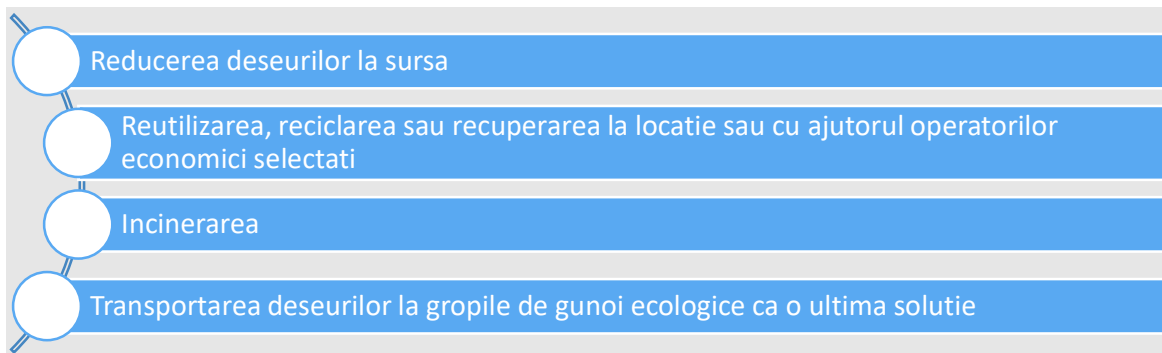 Reducerea deseurilor la sursa
Reutilizarea, reciclarea sau recuperarea la locatie sau cu ajutorul operatorilor
economici selectati
Incinerarea
Transportarea deseurilor la gropile de gunoi ecologice ca o ultima solutie